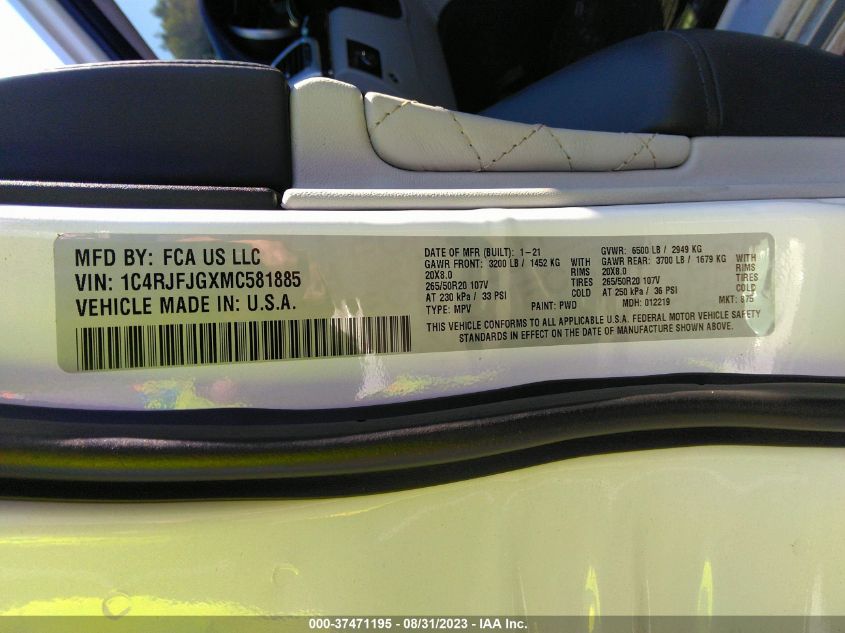 MFD BY: FCA US LLC
VIN: 1C4RJFJGXMC581885
VEHICLE MADE IN: U.S.A.
DATE OF MFR (BUILT): 1-21 GVWR: 6500 LB / 2949 KG
GAWR FRONT: 3200 LB / 1452 KG WITH GAWR REAR: 3700 LB / 1679 KG WITH
20X8.0 RIMS 20X8.0 RIMS
265/50R20 107V TIRES 265/50R20 107V TIRES
AT 230 kPa / 33 PSI COLD AT 250 kPa / 36 PSI COLD
TYPE: MPV PAINT: PWD MDH: 012219 MKT:
THIS VEHICLE CONFORMS TO ALL APPLICABLE U.S.A. FEDERAL MOTOR VEHICLE SAFETY
STANDARDS IN EFFECT ON THE DATE OF MANUFACTURE SHOWN ABOVE.
000-37471195 - 08/31/2023 - IAA Inc.